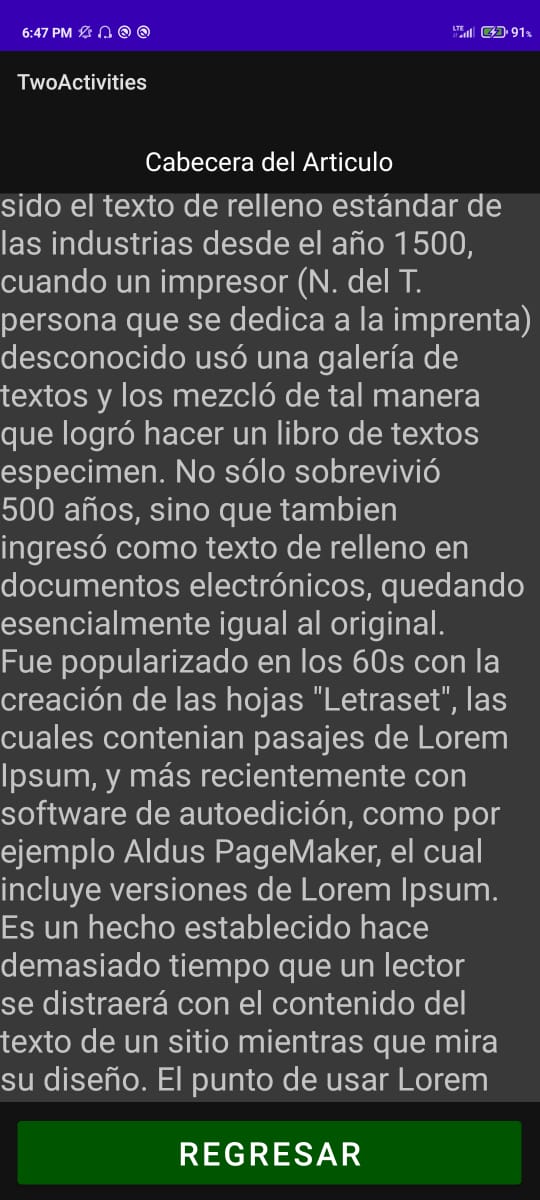 6:47 PM LTE 91%
TwoActivities
Cabecera del Articulo
sido el texto de relleno estándar de
las industrias desde el año 1500,
cuando un impresor (N. del T.
persona que se dedica a la imprenta)
desconocido usó una galería de
textos y los mezcló de tal manera
que logró hacer un libro de textos
especimen. No sólo sobrevivió
500 años, sino que tambien
ingresó como texto de relleno en
documentos electrónicos, quedando
esencialmente igual al original.
Fue popularizado en los 60s con la
creación de las hojas "Letraset", las
cuales contenian pasajes de Lorem
Ipsum, y más recientemente con
software de autoedición, como por
ejemplo Aldus PageMaker, el cual
incluye versiones de Lorem Ipsum.
Es un hecho establecido hace
demasiado tiempo que un lector
se distraerá con el contenido del
texto de un sitio mientras que mira
su diseño. El punto de usar Lorem
REGRESAR